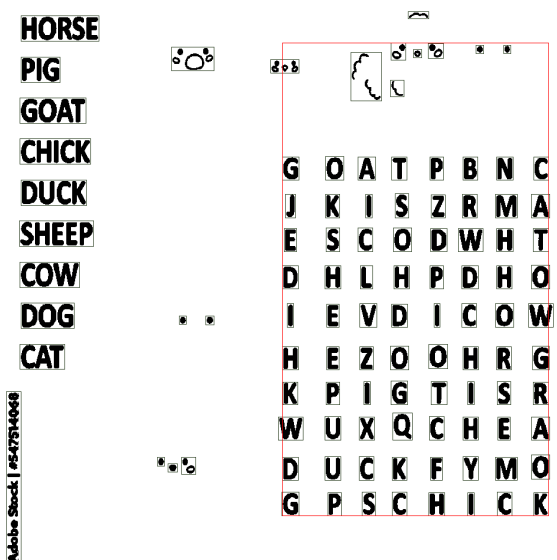 HORSE
PIG
GOAT
CHICK
DUCK
SHEEP
COW
DOG
CAT
G O A T P B N C
J K I S Z R M A
E S C O D W H T
D H L H P D H O
I E V D I C O W
H E Z O O H R G
K P I G T I S R
W U X Q C H E A
D U C K F Y M O
G P S C H I C K
Adobe Stock | #547514068